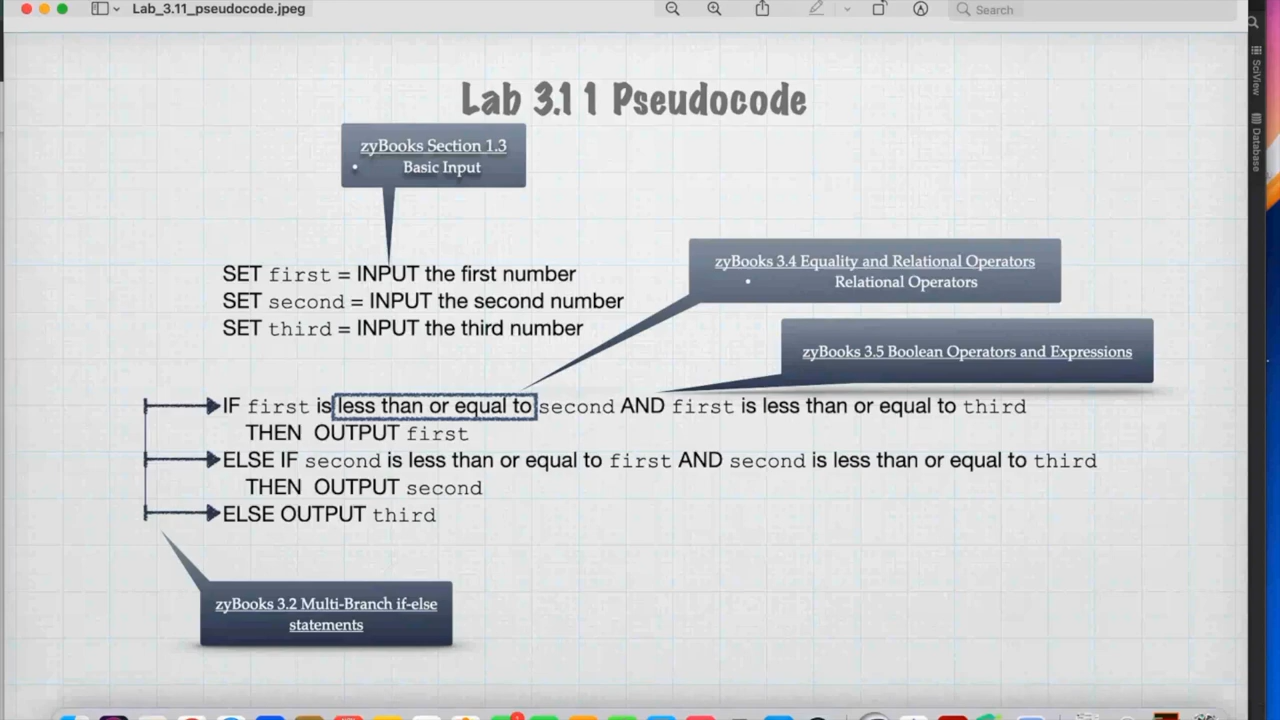 Lab_3.11_pseudocode.jpeg
Search
Lab 3.1 1 Pseudocode
zyBooks Section 1.3
• Basic Input
SET first = INPUT the first number
SET second = INPUT the second number
SET third = INPUT the third number
zyBooks 3.4 Equality and Relational Operators
• Relational Operators
zyBooks 3.5 Boolean Operators and Expressions
IF first is less than or equal to second AND first is less than or equal to third
THEN OUTPUT first
ELSE IF second is less than or equal to first AND second is less than or equal to third
THEN OUTPUT second
ELSE OUTPUT third
zyBooks 3.2 Multi-Branch if-else
statements
SciView
Database